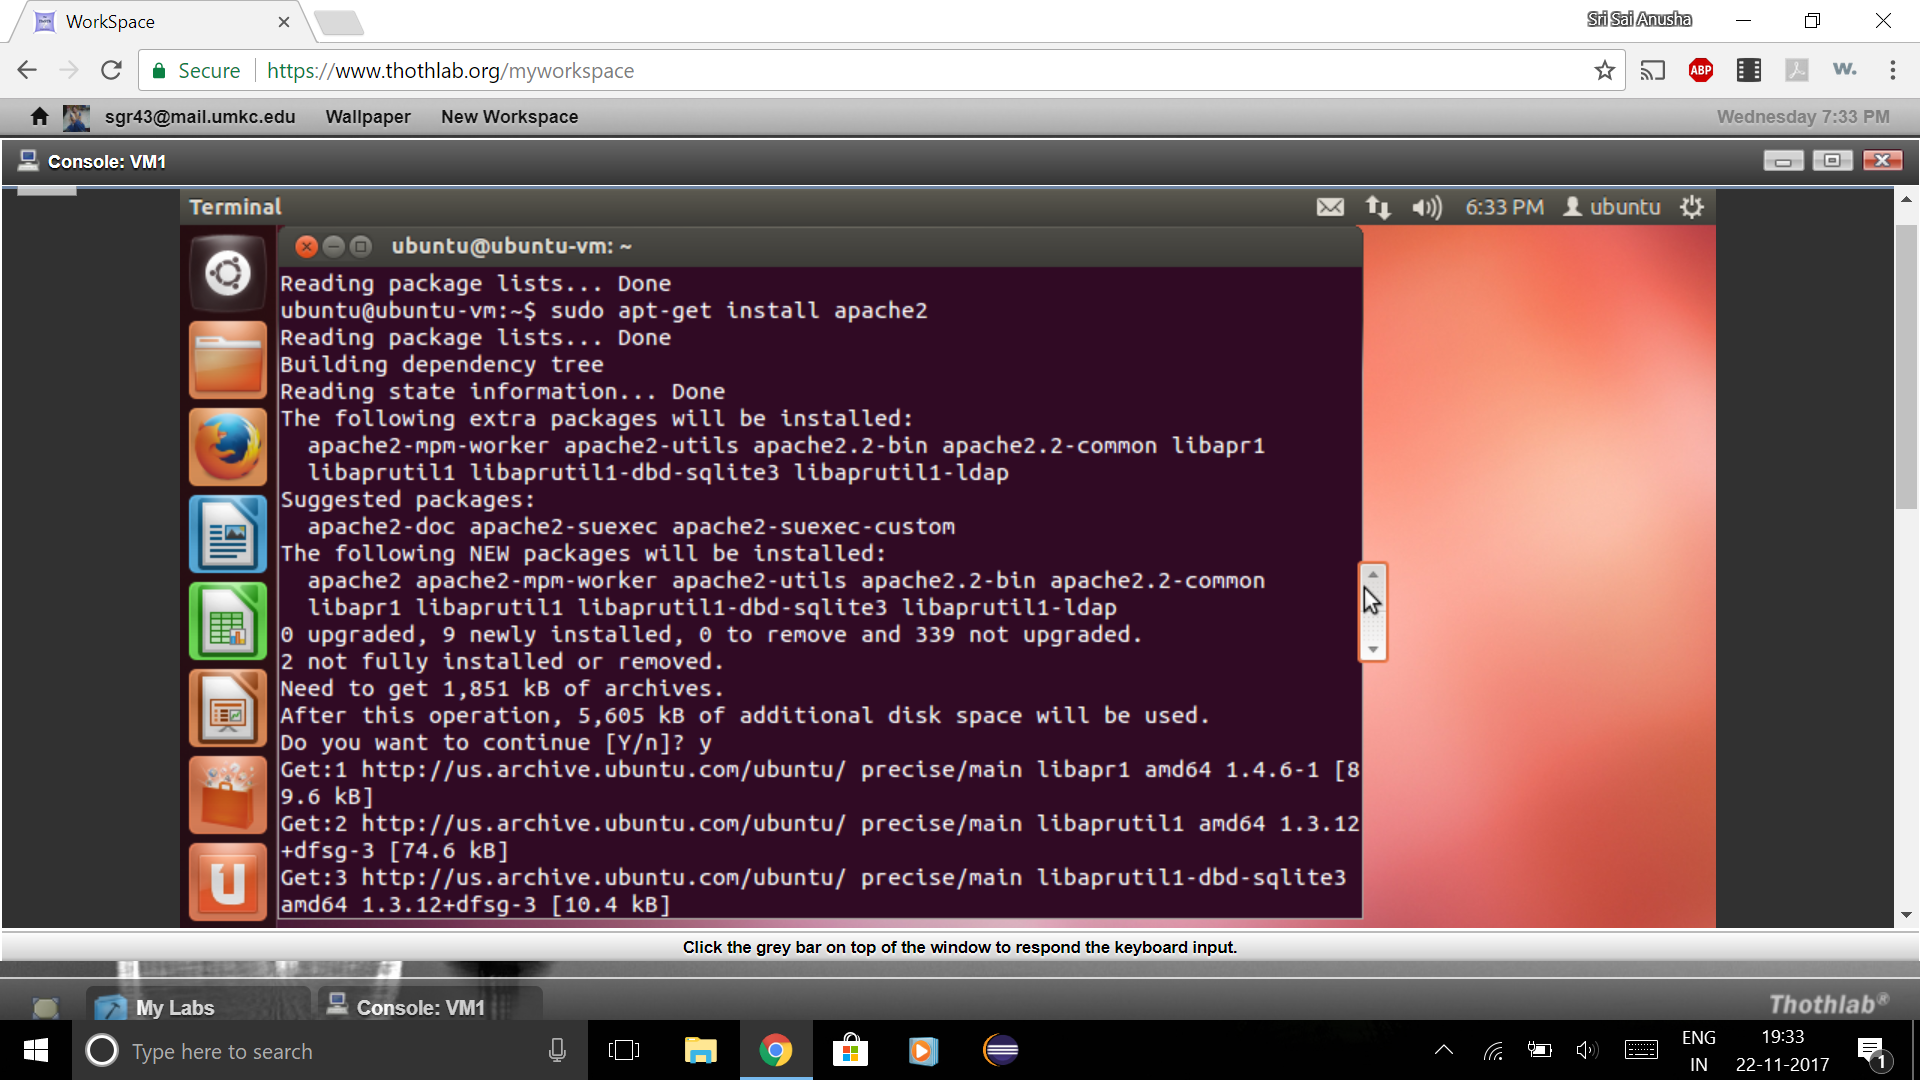 WorkSpace
Sri Sai Anusha
Secure
https://www.thothlab.org/myworkspace
ABP
W.
sgr43@mail.umkc.edu
Wallpaper
New Workspace
Wednesday 7:33 PM
Console: VM1
Terminal
6:33 PM
ubuntu
ubuntu@ubuntu-vm: ~
Reading package lists... Done
ubuntu@ubuntu-vm:~$ sudo apt-get install apache2
Reading package lists... Done
Building dependency tree
Reading state information... Done
The following extra packages will be installed:
apache2-mpm-worker apache2-utils apache2.2-bin apache2.2-common libapr1
libaprutil1 libaprutil1-dbd-sqlite3 libaprutil1-ldap
Suggested packages:
apache2-doc apache2-suexec apache2-suexec-custom
The following NEW packages will be installed:
apache2 apache2-mpm-worker apache2-utils apache2.2-bin apache2.2-common
libapr1 libaprutil1 libaprutil1-dbd-sqlite3 libaprutil1-ldap
0 upgraded, 9 newly installed, 0 to remove and 339 not upgraded.
2 not fully installed or removed.
Need to get 1,851 kB of archives.
After this operation, 5,605 kB of additional disk space will be used.
Do you want to continue [Y/n]? y
Get:1 http://us.archive.ubuntu.com/ubuntu/ precise/main libapr1 amd64 1.4.6-1 [8
9.6 kB]
Get:2 http://us.archive.ubuntu.com/ubuntu/ precise/main libaprutil1 amd64 1.3.12
+dfsg-3 [74.6 kB]
Get:3 http://us.archive.ubuntu.com/ubuntu/ precise/main libaprutil1-dbd-sqlite3
amd64 1.3.12+dfsg-3 [10.4 kB]
Click the grey bar on top of the window to respond the keyboard input.
My Labs
Console: VM1
Thothlab®
Type here to search
ENG
IN
19:33
22-11-2017
1